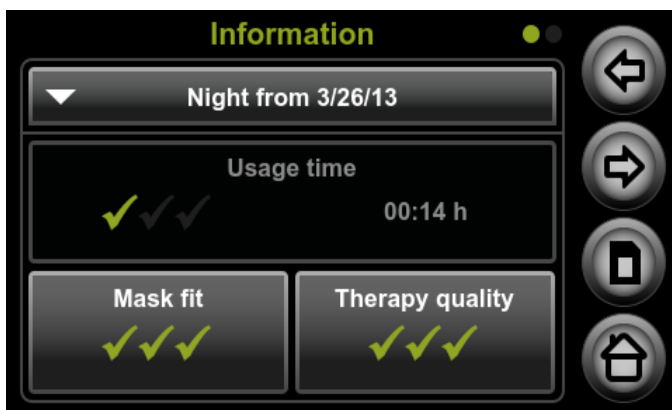 Information
Night from 3/26/13
Usage time
00:14 h
Mask fit
Therapy quality